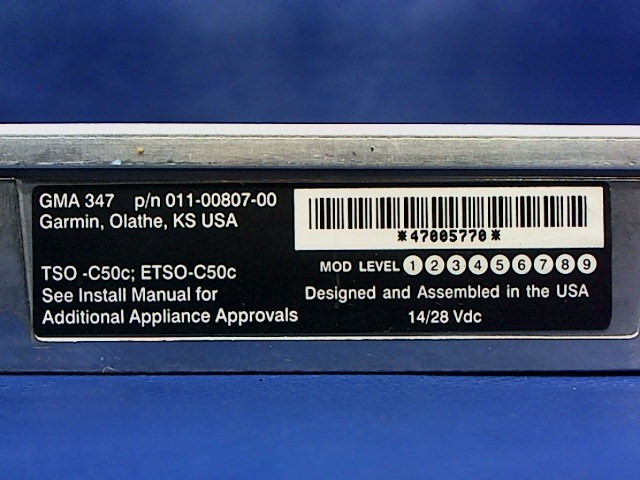 GMA 347 p/n 011-00807-00
Garmin, Olathe, KS USA
*47005770*
TSO -C50c; ETSO-C50c
MOD LEVEL 1 2 3 4 5 6 7 8 9
See Install Manual for
Designed and Assembled in the USA
Additional Appliance Approvals
14/28 Vdc